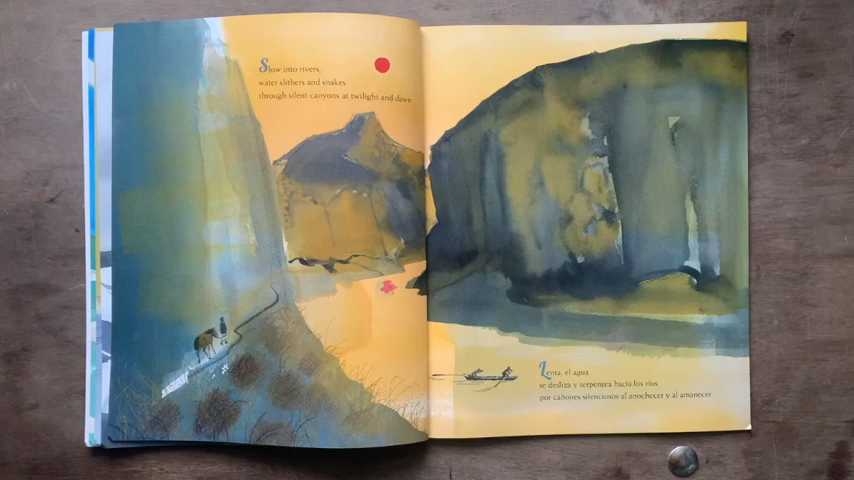 Slow into rivers,
water slithers and snakes
through silent canyons at twilight and dawn
Lenta, el agua
se desliza y serpentea hacia los ríos
por cañones silenciosos al anochecer y al amanecer